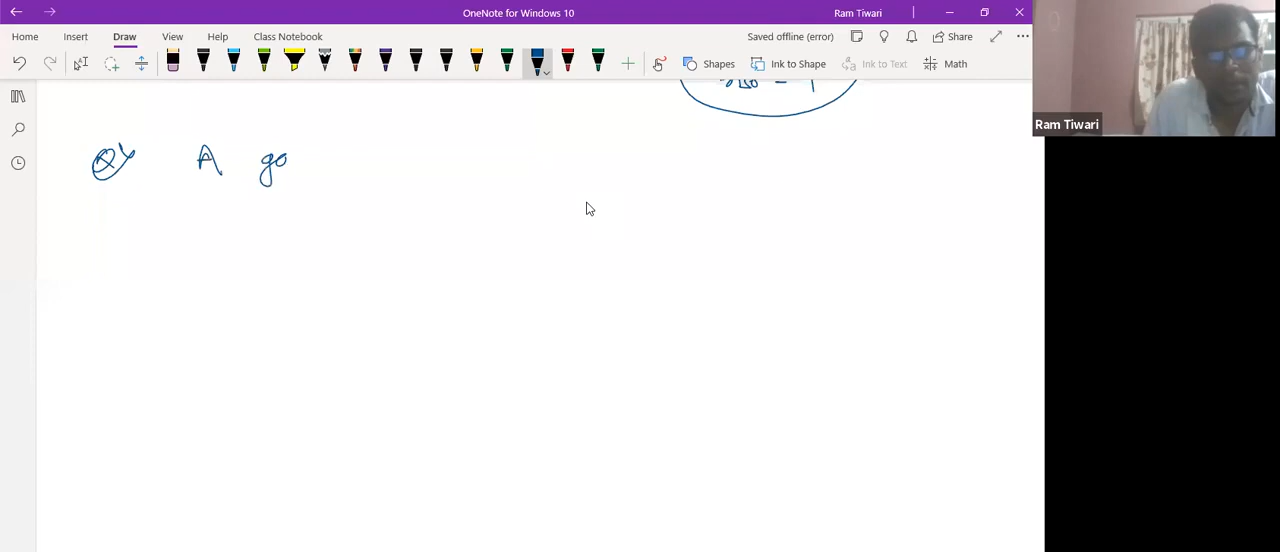 OneNote for Windows 10
Ram Tiwari
Home Insert Draw View Help Class Notebook
Saved offline (error) Share
Shapes Ink to Shape Ink to Text Math
Ram Tiwari
A go